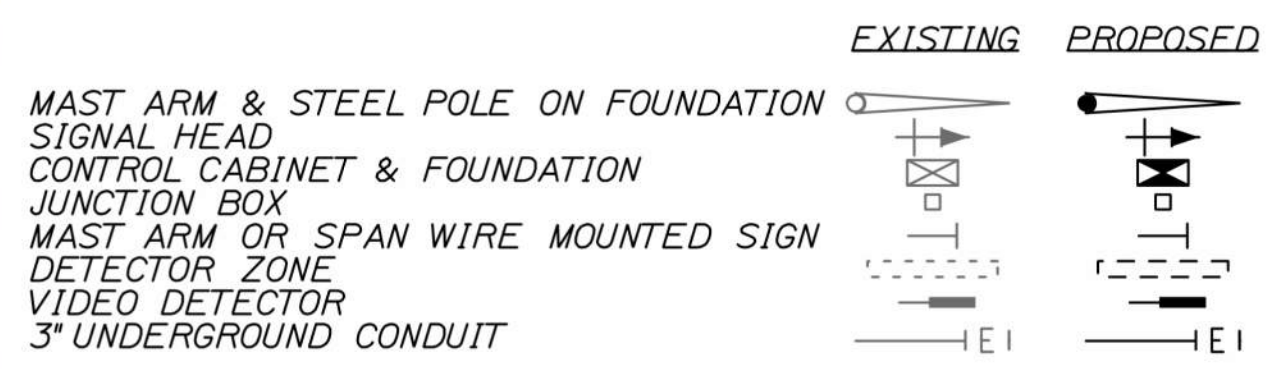 EXISTING PROPOSED
MAST ARM & STEEL POLE ON FOUNDATION
SIGNAL HEAD
CONTROL CABINET & FOUNDATION
JUNCTION BOX
MAST ARM OR SPAN WIRE MOUNTED SIGN
DETECTOR ZONE
VIDEO DETECTOR
3" UNDERGROUND CONDUIT E E